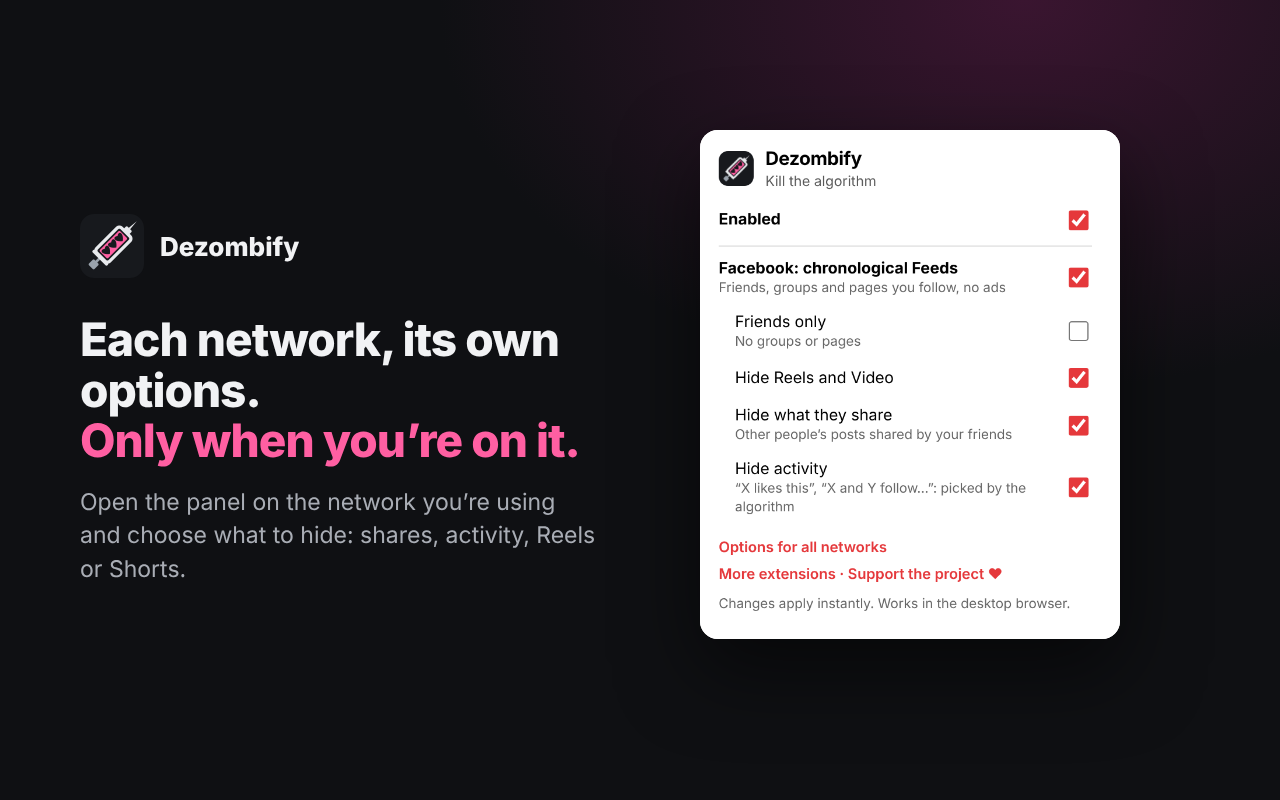 Dezombify
Each network, its own
options.
Only when you’re on it.
Open the panel on the network you’re using
and choose what to hide: shares, activity, Reels
or Shorts.
Dezombify
Kill the algorithm
Enabled
Facebook: chronological Feeds
Friends, groups and pages you follow, no ads
Friends only
No groups or pages
Hide Reels and Video
Hide what they share
Other people’s posts shared by your friends
Hide activity
“X likes this”, “X and Y follow…”: picked by the
algorithm
Options for all networks
More extensions · Support the project ♥
Changes apply instantly. Works in the desktop browser.